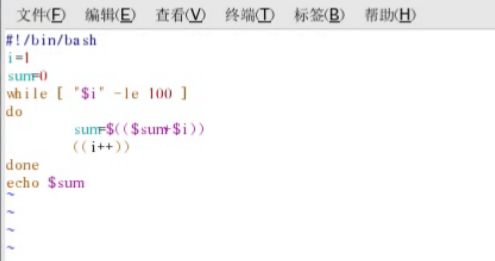 文件(F) 编辑(E) 查看(V) 终端(T) 标签(B) 帮助(H)
#!/bin/bash
i=1
sum=0
while [ "$i" -le 100 ]
do
        sum=$(($sum+$i))
        ((i++))
done
echo $sum
~
~
~
~